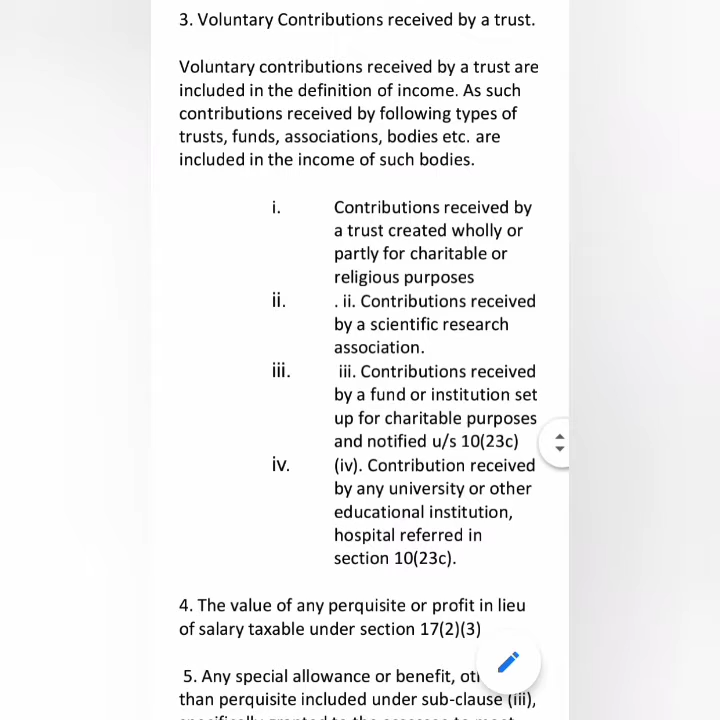 3. Voluntary Contributions received by a trust.
Voluntary contributions received by a trust are
included in the definition of income. As such
contributions received by following types of
trusts, funds, associations, bodies etc. are
included in the income of such bodies.
i. Contributions received by
a trust created wholly or
partly for charitable or
religious purposes
ii. . ii. Contributions received
by a scientific research
association.
iii. iii. Contributions received
by a fund or institution set
up for charitable purposes
and notified u/s 10(23c)
iv. (iv). Contribution received
by any university or other
educational institution,
hospital referred in
section 10(23c).
4. The value of any perquisite or profit in lieu
of salary taxable under section 17(2)(3)
5. Any special allowance or benefit,
than perquisite included under sub-clause (iii),